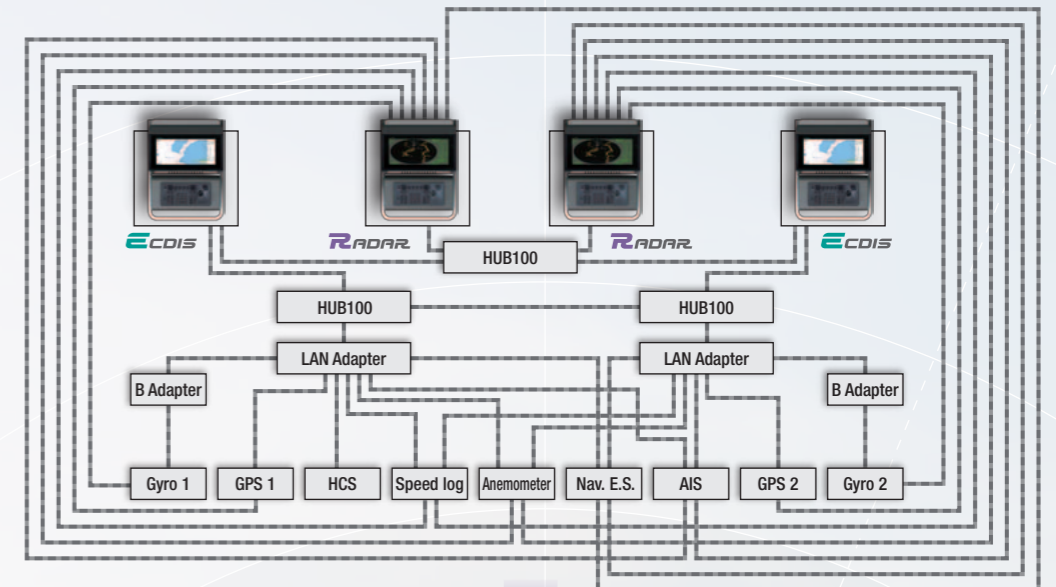 ECDIS
RADAR
RADAR
ECDIS
HUB100
HUB100
HUB100
LAN Adapter
LAN Adapter
B Adapter
B Adapter
Gyro 1
GPS 1
HCS
Speed log
Anemometer
Nav. E.S.
AIS
GPS 2
Gyro 2